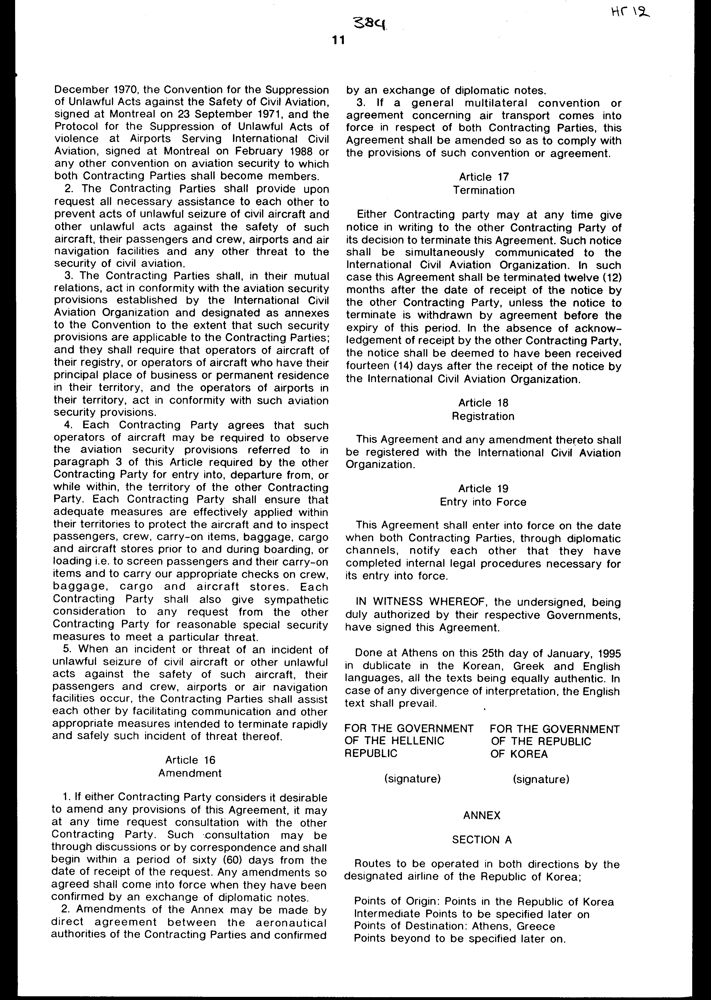 HΓ 12
384
11
December 1970, the Convention for the Suppression
of Unlawful Acts against the Safety of Civil Aviation,
signed at Montreal on 23 September 1971, and the
Protocol for the Suppression of Unlawful Acts of
violence at Airports Serving International Civil
Aviation, signed at Montreal on February 1988 or
any other convention on aviation security to which
both Contracting Parties shall become members.
2. The Contracting Parties shall provide upon
request all necessary assistance to each other to
prevent acts of unlawful seizure of civil aircraft and
other unlawful acts against the safety of such
aircraft, their passengers and crew, airports and air
navigation facilities and any other threat to the
security of civil aviation.
3. The Contracting Parties shall, in their mutual
relations, act in conformity with the aviation security
provisions established by the International Civil
Aviation Organization and designated as annexes
to the Convention to the extent that such security
provisions are applicable to the Contracting Parties;
and they shall require that operators of aircraft of
their registry, or operators of aircraft who have their
principal place of business or permanent residence
in their territory, and the operators of airports in
their territory, act in conformity with such aviation
security provisions.
4. Each Contracting Party agrees that such
operators of aircraft may be required to observe
the aviation security provisions referred to in
paragraph 3 of this Article required by the other
Contracting Party for entry into, departure from, or
while within, the territory of the other Contracting
Party. Each Contracting Party shall ensure that
adequate measures are effectively applied within
their territories to protect the aircraft and to inspect
passengers, crew, carry-on items, baggage, cargo
and aircraft stores prior to and during boarding, or
loading i.e. to screen passengers and their carry-on
items and to carry our appropriate checks on crew,
baggage, cargo and aircraft stores. Each
Contracting Party shall also give sympathetic
consideration to any request from the other
Contracting Party for reasonable special security
measures to meet a particular threat.
5. When an incident or threat of an incident of
unlawful seizure of civil aircraft or other unlawful
acts against the safety of such aircraft, their
passengers and crew, airports or air navigation
facilities occur, the Contracting Parties shall assist
each other by facilitating communication and other
appropriate measures intended to terminate rapidly
and safely such incident of threat thereof.
Article 16
Amendment
1. If either Contracting Party considers it desirable
to amend any provisions of this Agreement, it may
at any time request consultation with the other
Contracting Party. Such consultation may be
through discussions or by correspondence and shall
begin within a period of sixty (60) days from the
date of receipt of the request. Any amendments so
agreed shall come into force when they have been
confirmed by an exchange of diplomatic notes.
2. Amendments of the Annex may be made by
direct agreement between the aeronautical
authorities of the Contracting Parties and confirmed
by an exchange of diplomatic notes.
3. If a general multilateral convention or
agreement concerning air transport comes into
force in respect of both Contracting Parties, this
Agreement shall be amended so as to comply with
the provisions of such convention or agreement.
Article 17
Termination
Either Contracting party may at any time give
notice in writing to the other Contracting Party of
its decision to terminate this Agreement. Such notice
shall be simultaneously communicated to the
International Civil Aviation Organization. In such
case this Agreement shall be terminated twelve (12)
months after the date of receipt of the notice by
the other Contracting Party, unless the notice to
terminate is withdrawn by agreement before the
expiry of this period. In the absence of acknow-
ledgement of receipt by the other Contracting Party,
the notice shall be deemed to have been received
fourteen (14) days after the receipt of the notice by
the International Civil Aviation Organization.
Article 18
Registration
This Agreement and any amendment thereto shall
be registered with the International Civil Aviation
Organization.
Article 19
Entry into Force
This Agreement shall enter into force on the date
when both Contracting Parties, through diplomatic
channels, notify each other that they have
completed internal legal procedures necessary for
its entry into force.
IN WITNESS WHEREOF, the undersigned, being
duly authorized by their respective Governments,
have signed this Agreement.
Done at Athens on this 25th day of January, 1995
in dublicate in the Korean, Greek and English
languages, all the texts being equally authentic. In
case of any divergence of interpretation, the English
text shall prevail.
FOR THE GOVERNMENT FOR THE GOVERNMENT
OF THE HELLENIC OF THE REPUBLIC
REPUBLIC OF KOREA
(signature) (signature)
ANNEX
SECTION A
Routes to be operated in both directions by the
designated airline of the Republic of Korea;
Points of Origin: Points in the Republic of Korea
Intermediate Points to be specified later on
Points of Destination: Athens, Greece
Points beyond to be specified later on.